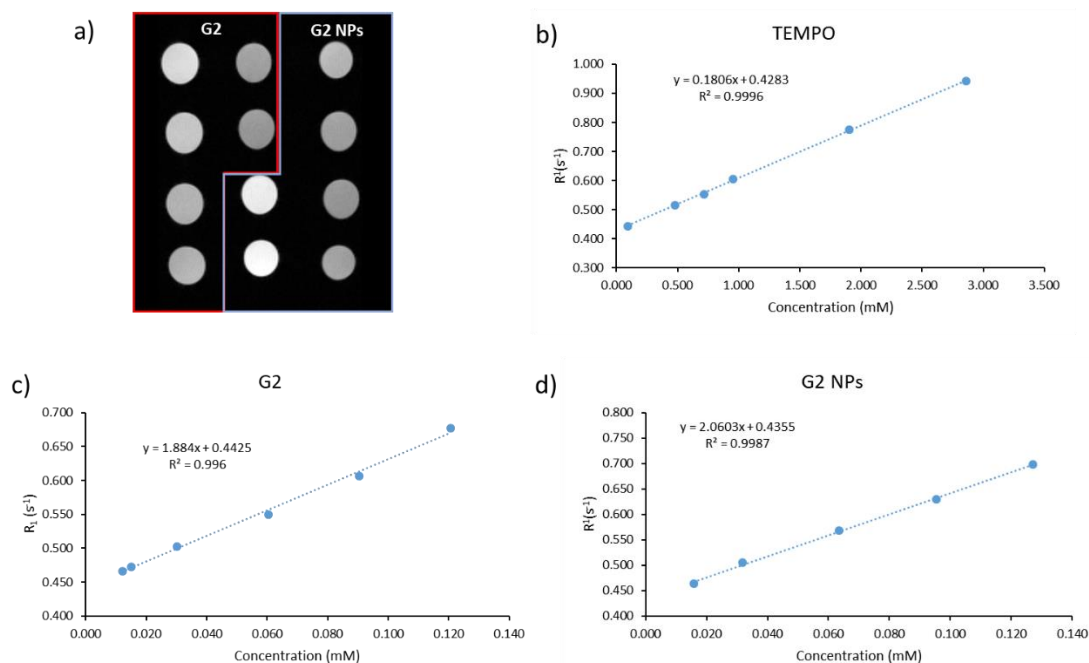 a)
G2
G2 NPs
b)
TEMPO
y = 0.1806x + 0.4283
R² = 0.9996
R¹(s⁻¹)
1.000
0.900
0.800
0.700
0.600
0.500
0.400
0.300
0.000 0.500 1.000 1.500 2.000 2.500 3.000 3.500
Concentration (mM)
c)
G2
y = 1.884x + 0.4425
R² = 0.996
R₁ (s⁻¹)
0.700
0.650
0.600
0.550
0.500
0.450
0.400
0.000 0.020 0.040 0.060 0.080 0.100 0.120 0.140
Concentration (mM)
d)
G2 NPs
y = 2.0603x + 0.4355
R² = 0.9987
R¹(s⁻¹)
0.800
0.750
0.700
0.650
0.600
0.550
0.500
0.450
0.400
0.000 0.020 0.040 0.060 0.080 0.100 0.120 0.140
Concentration (mM)